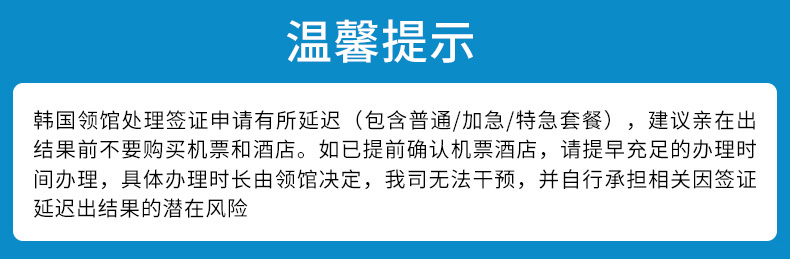 温馨提示
韩国领馆处理签证申请有所延迟（包含普通/加急/特急套餐），建议亲在出
结果前不要购买机票和酒店。如已提前确认机票酒店，请提早充足的办理时
间办理，具体办理时长由领馆决定，我司无法干预，并自行承担相关因签证
延迟出结果的潜在风险